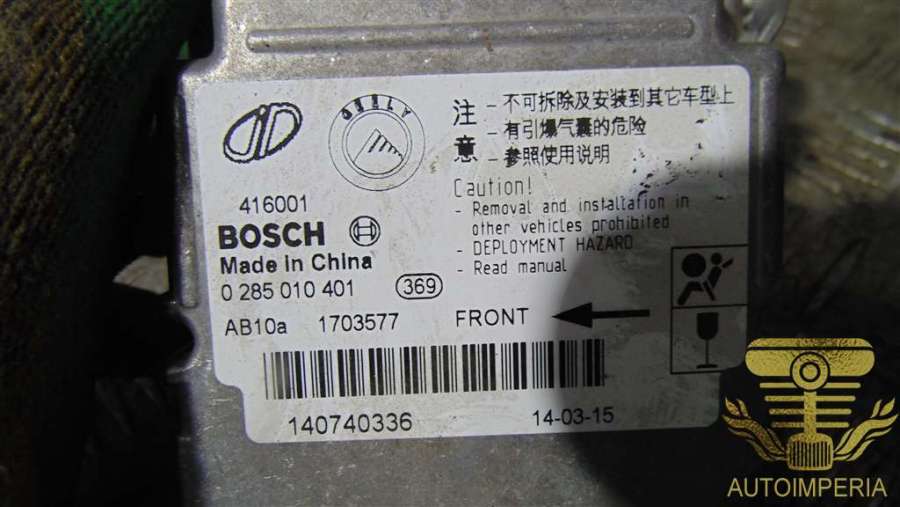 GEELY
416001
BOSCH
Made in China
0 285 010 401
369
AB10a 1703577
注意
- 不可拆除及安装到其它车型上
- 有引爆气囊的危险
- 参照使用说明
Caution!
- Removal and installation in
other vehicles prohibited
- DEPLOYMENT HAZARD
- Read manual
FRONT
140740336
14-03-15
AUTOIMPERIA